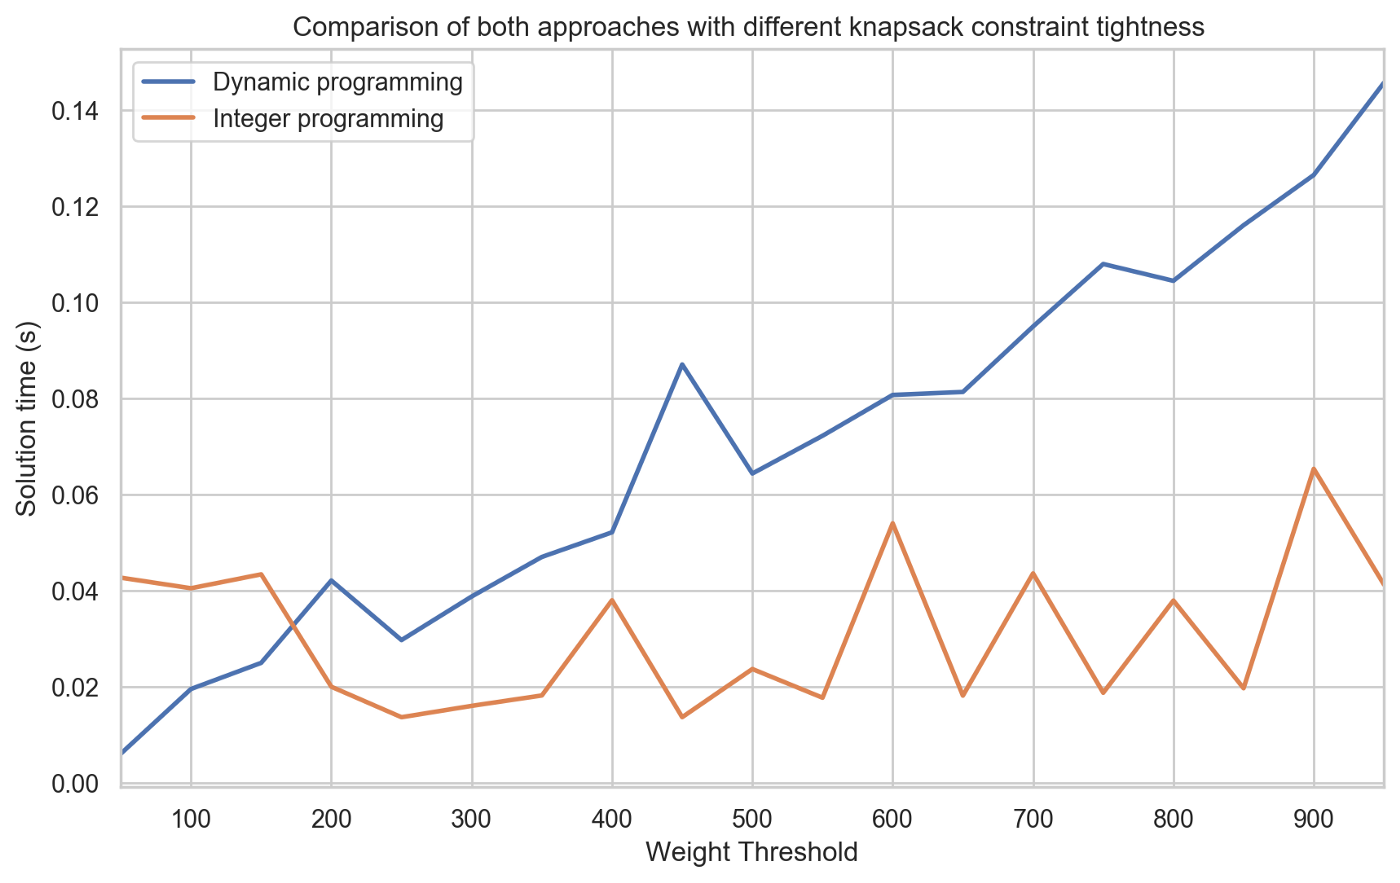 Comparison of both approaches with different knapsack constraint tightness
Dynamic programming
Integer programming
Solution time (s)
0.14
0.12
0.10
0.08
0.06
0.04
0.02
0.00
100 200 300 400 500 600 700 800 900
Weight Threshold